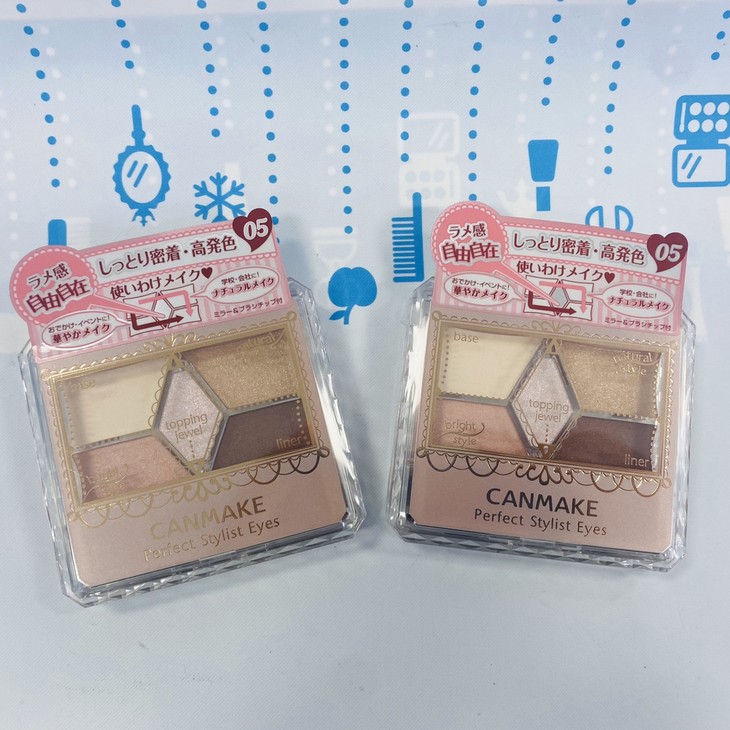 ラメ感
自由自在
しっとり密着・高発色
05
使いわけメイク♥
おでかけ・イベントに!
華やかメイク
学校・会社に!
ナチュラルメイク
ミラー&ブラシチップ付
base
topping
jewel
liner
CANMAKE
Perfect Stylist Eyes
ラメ感
自由自在
しっとり密着・高発色
05
使いわけメイク♥
おでかけ・イベントに!
華やかメイク
学校・会社に!
ナチュラルメイク
ミラー&ブラシチップ付
base
natural
style
topping
jewel
bright
style
liner
CANMAKE
Perfect Stylist Eyes